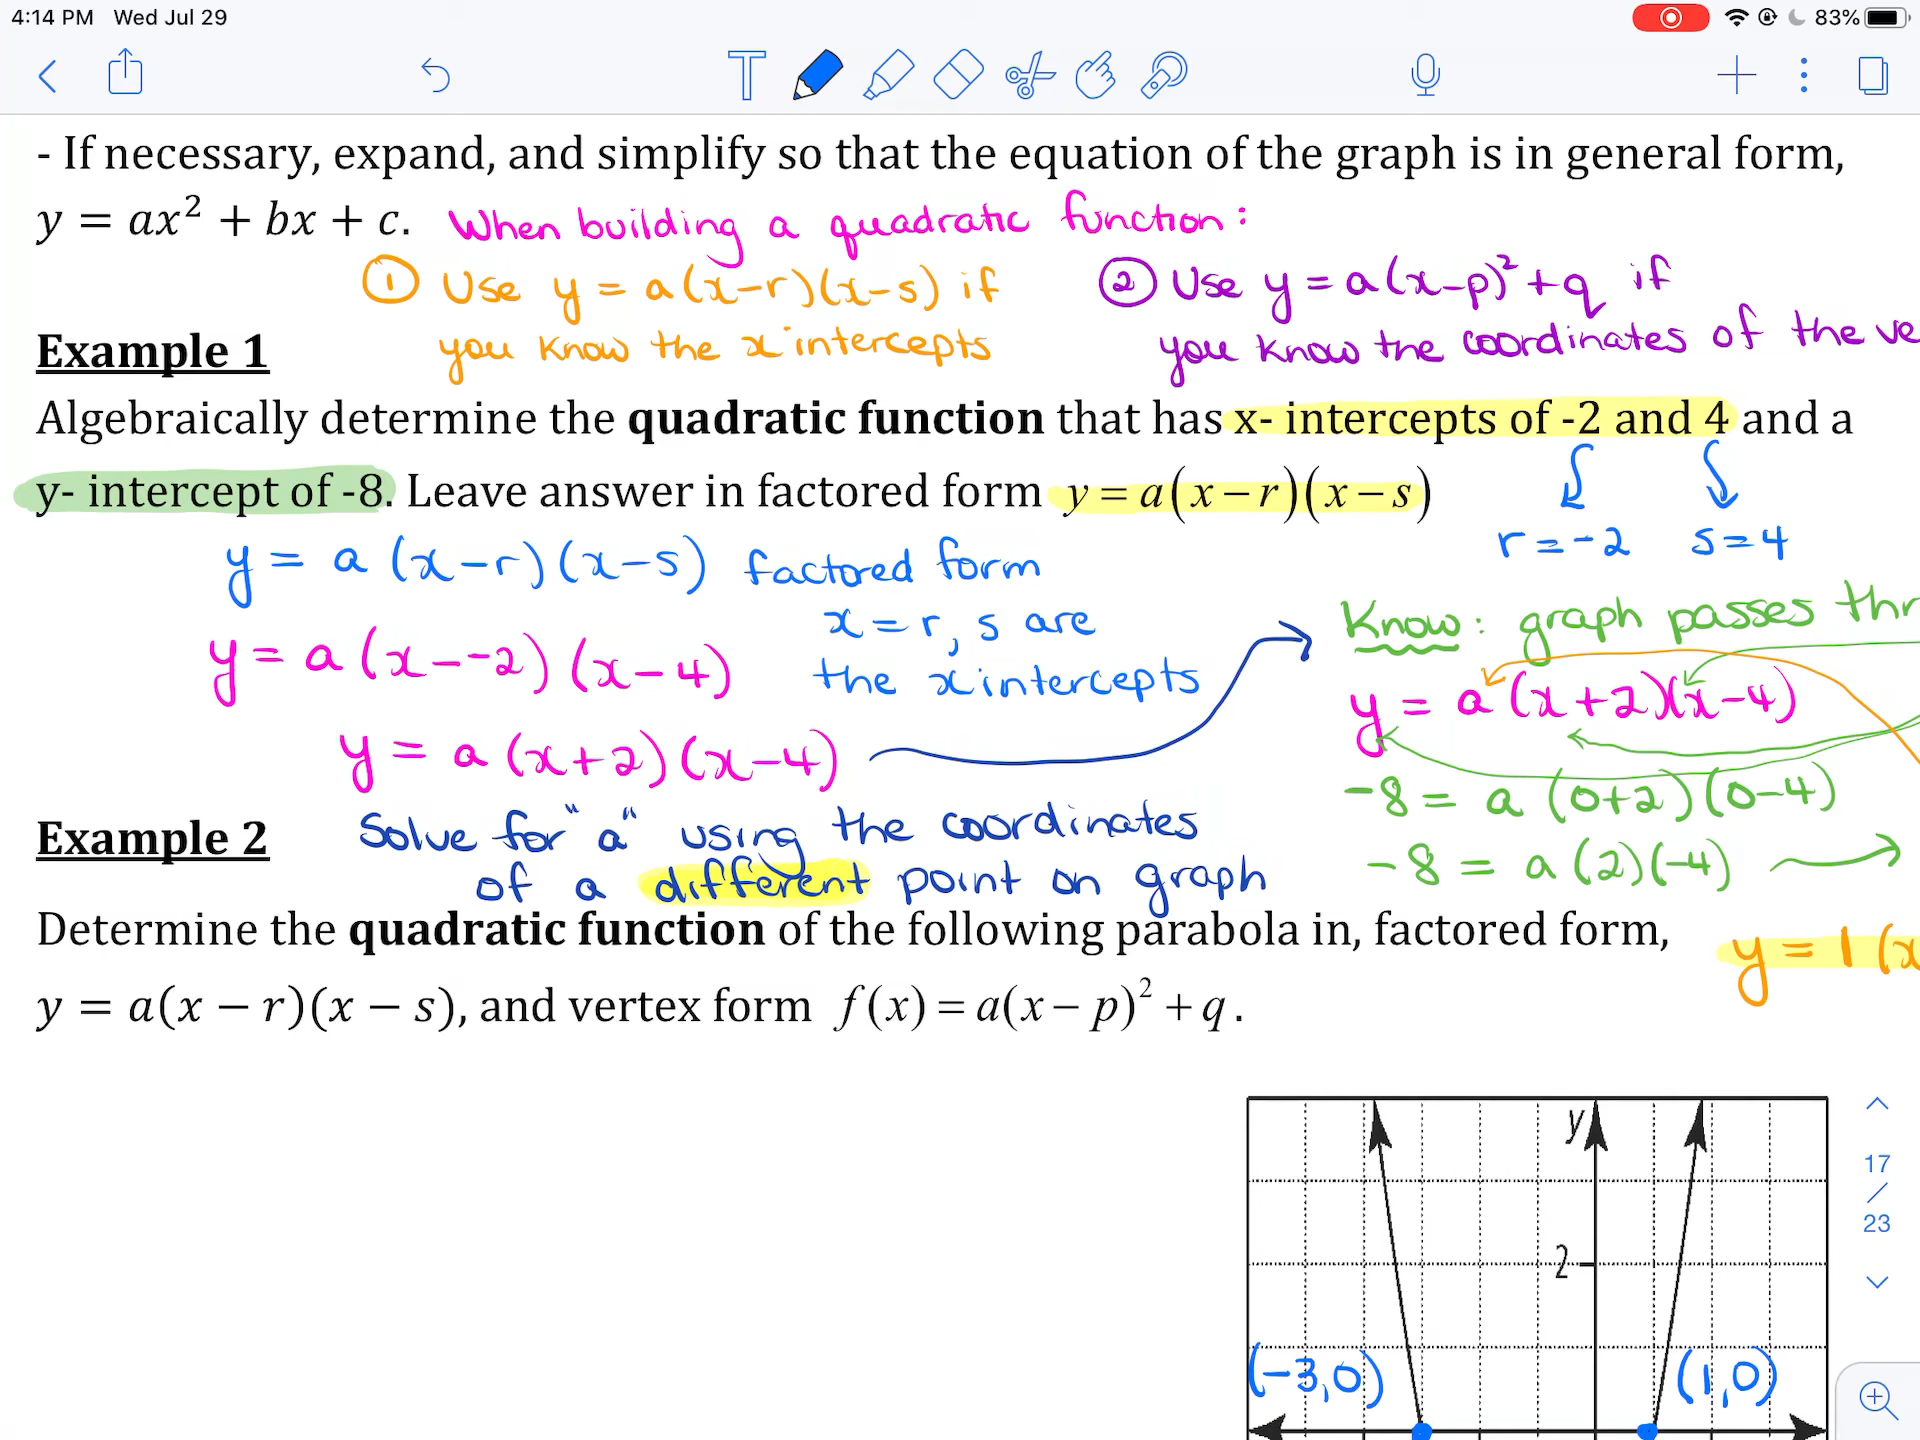 4:14 PM Wed Jul 29
83%
- If necessary, expand, and simplify so that the equation of the graph is in general form,
y = ax² + bx + c. When building a quadratic function:
① Use y = a(x-r)(x-s) if
you know the x intercepts
② Use y = a(x-p)² + q if
you know the coordinates of the ve
Example 1
Algebraically determine the quadratic function that has x- intercepts of -2 and 4 and a
y- intercept of -8. Leave answer in factored form y = a(x-r)(x-s)
r = -2 s = 4
y = a (x-r)(x-s) factored form
x = r, s are
the x intercepts
y = a (x--2) (x-4)
y = a (x+2)(x-4)
Solve for "a" using the coordinates
of a different point on graph
Know: graph passes thr
y = a (x+2)(x-4)
-8 = a (0+2)(0-4)
-8 = a (2)(-4)
y = 1 (x
Example 2
Determine the quadratic function of the following parabola in, factored form,
y = a(x − r)(x − s), and vertex form f(x) = a(x − p)² + q.
y
2
(-3,0) (1,0)
17
/
23